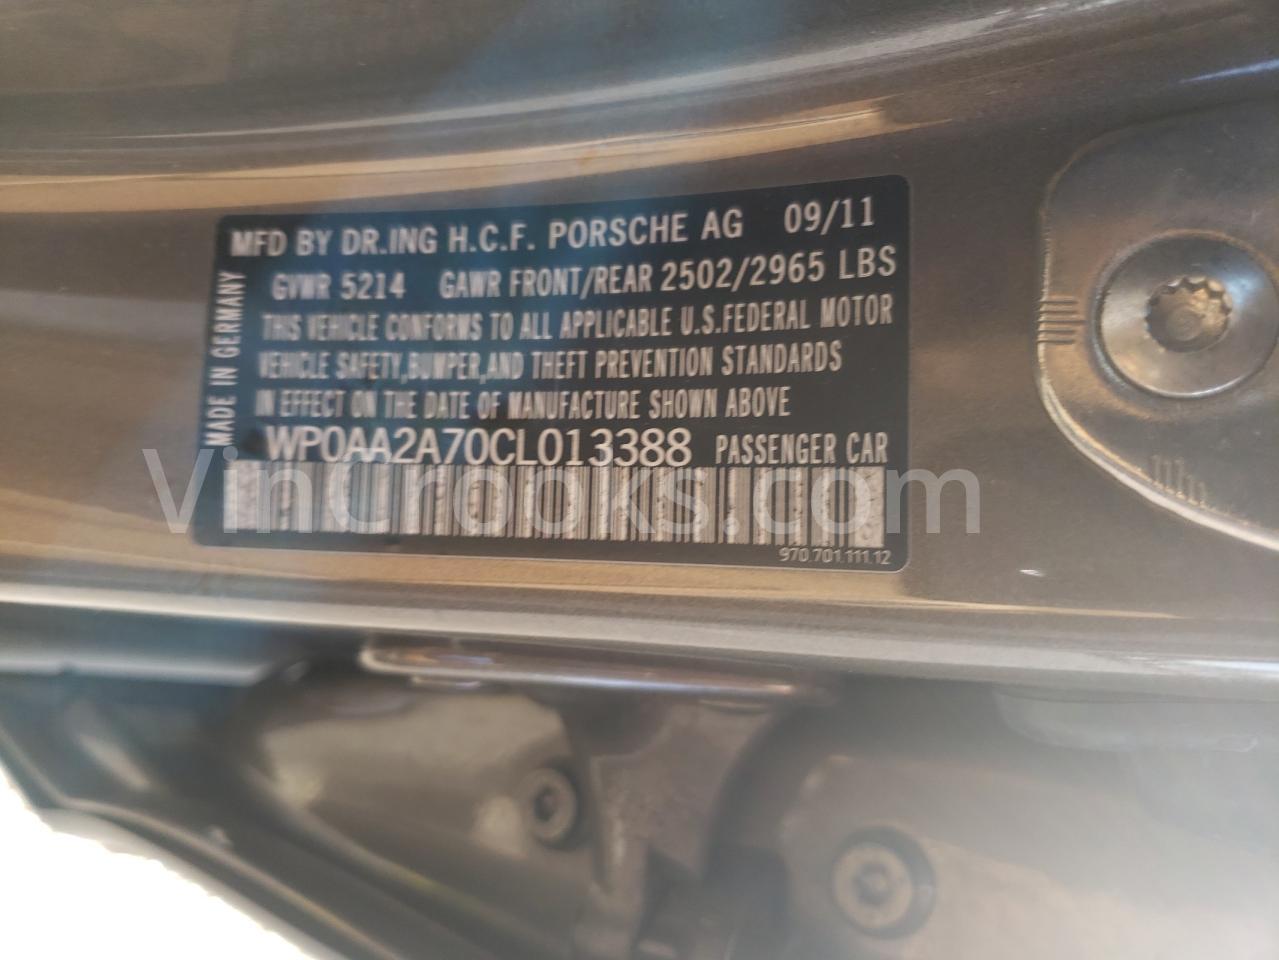 MFD BY DR.ING H.C.F. PORSCHE AG 09/11
GVWR 5214 GAWR FRONT/REAR 2502/2965 LBS
THIS VEHICLE CONFORMS TO ALL APPLICABLE U.S.FEDERAL MOTOR
VEHICLE SAFETY,BUMPER,AND THEFT PREVENTION STANDARDS
IN EFFECT ON THE DATE OF MANUFACTURE SHOWN ABOVE
WP0AA2A70CL013388 PASSENGER CAR
970.701.111.12
MADE IN GERMANY
VinCrooks.com